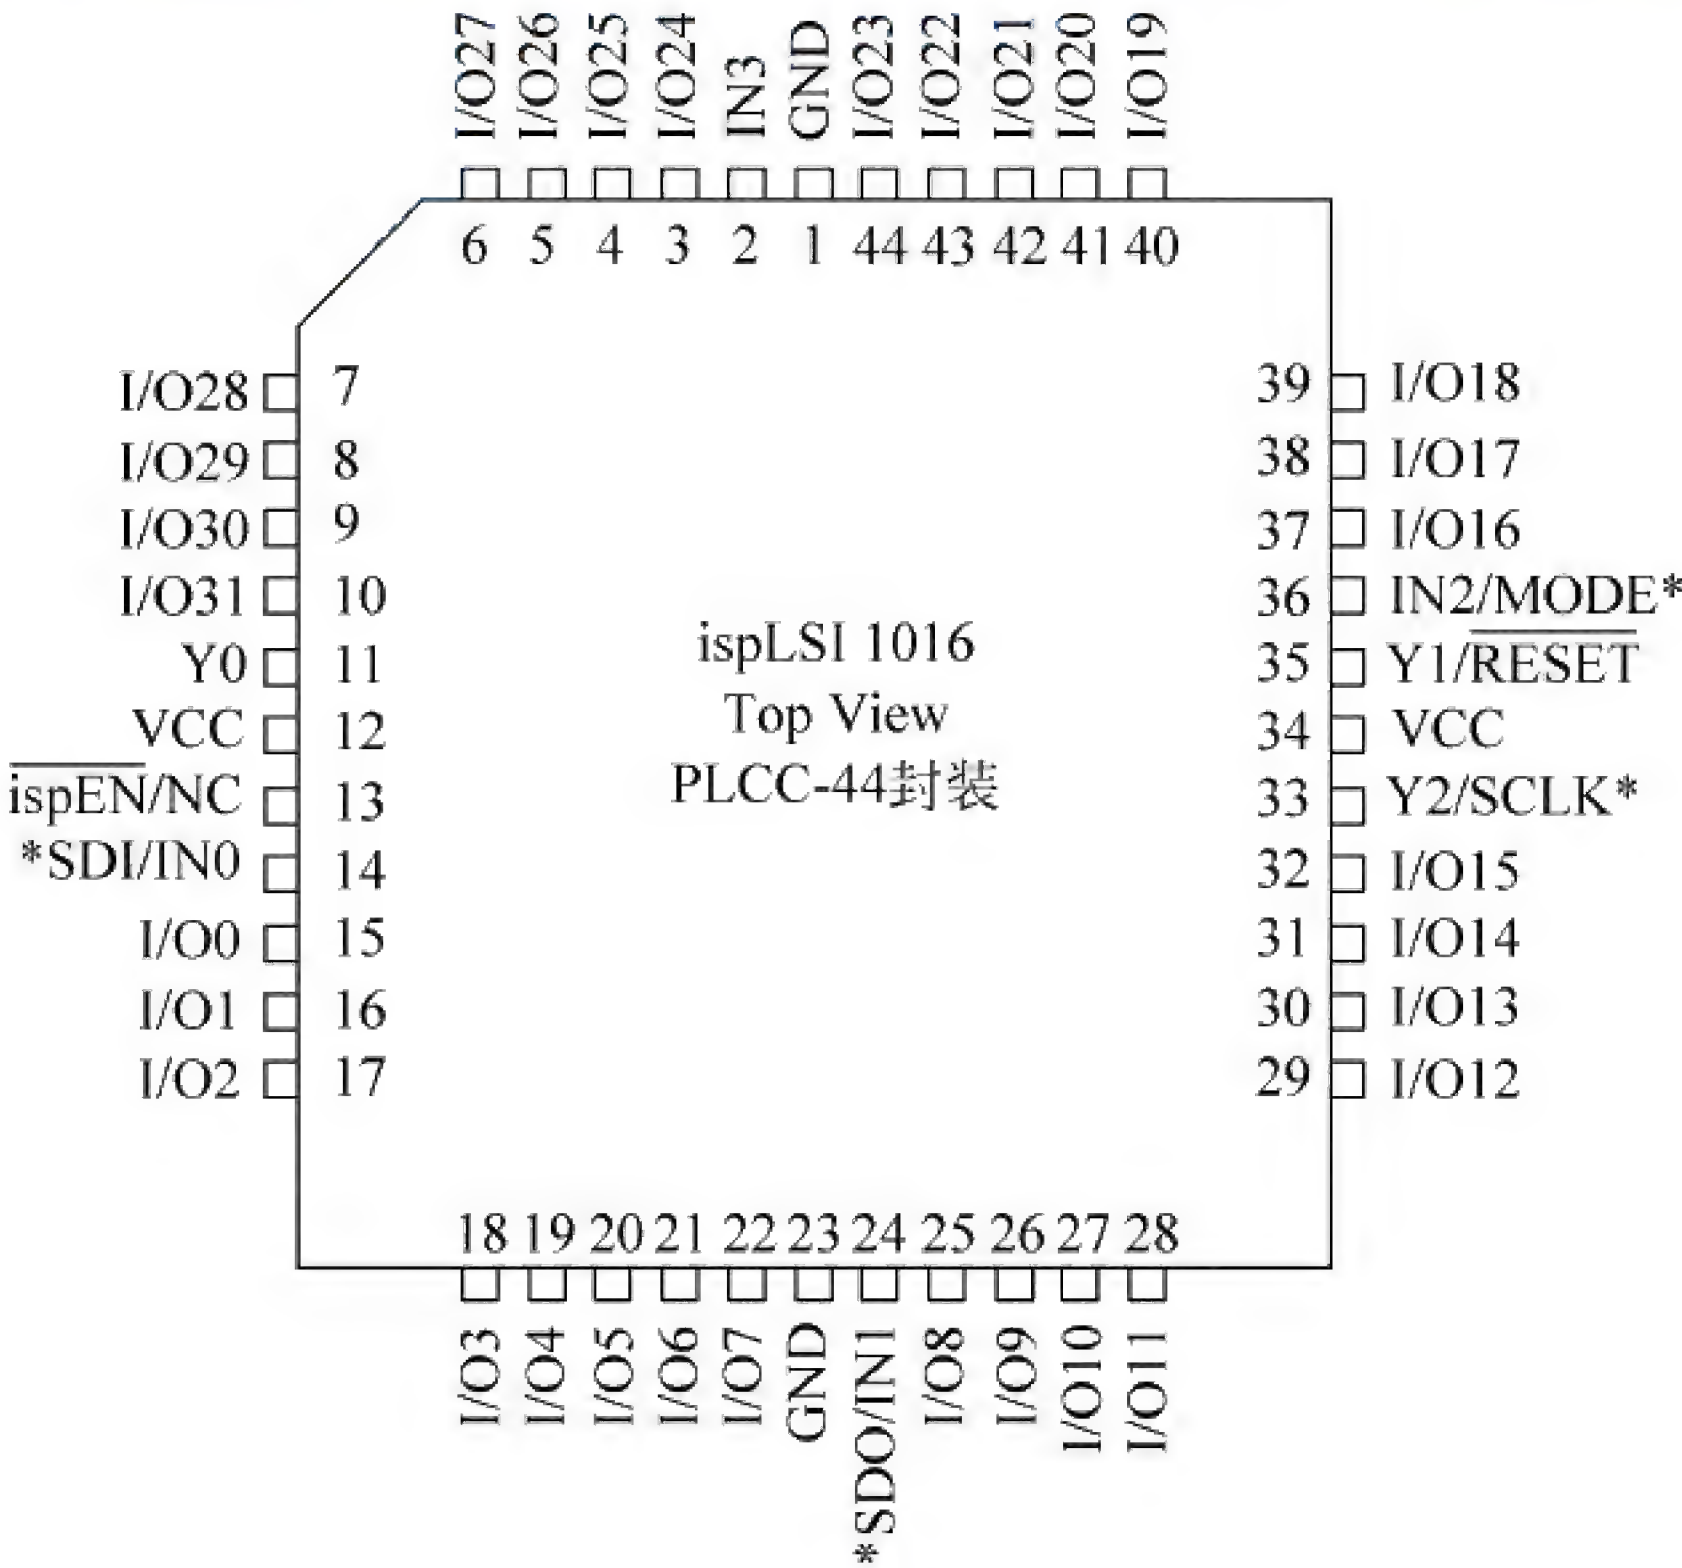 I/O27 I/O26 I/O25 I/O24 IN3 GND I/O23 I/O22 I/O21 I/O20 I/O19
6 5 4 3 2 1 44 43 42 41 40
I/O28 7 39 I/O18
I/O29 8 38 I/O17
I/O30 9 37 I/O16
I/O31 10 36 IN2/MODE*
Y0 11 35 Y1/R̅E̅S̅E̅T̅
VCC 12 34 VCC
i̅s̅p̅E̅N̅/NC 13 33 Y2/SCLK*
*SDI/IN0 14 32 I/O15
I/O0 15 31 I/O14
I/O1 16 30 I/O13
I/O2 17 29 I/O12
ispLSI 1016
Top View
PLCC-44封装
18 19 20 21 22 23 24 25 26 27 28
I/O3 I/O4 I/O5 I/O6 I/O7 GND *SDO/IN1 I/O8 I/O9 I/O10 I/O11